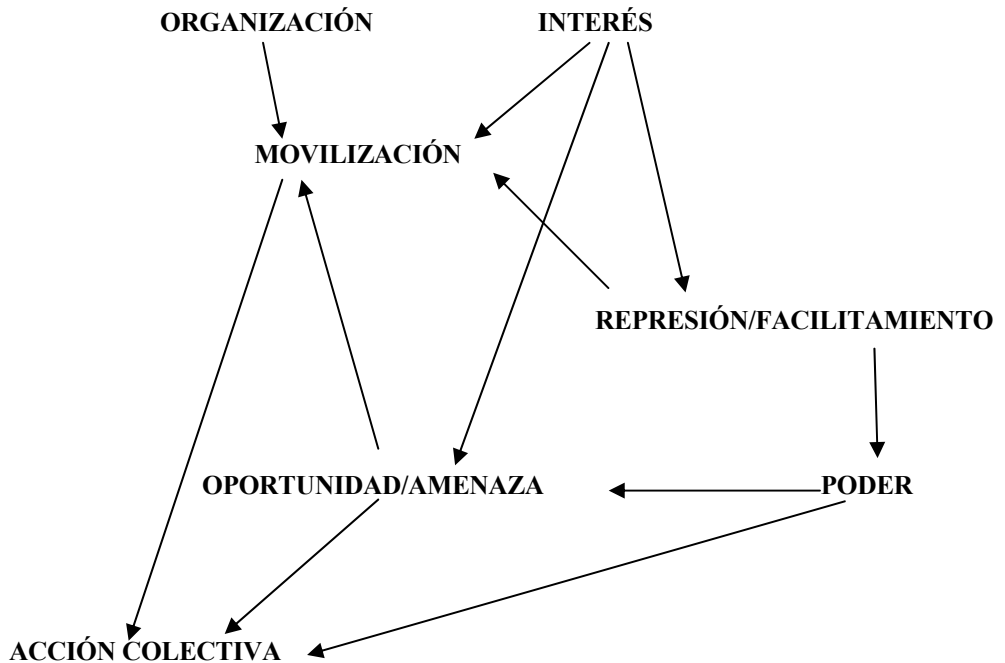 ORGANIZACIÓN
INTERÉS
MOVILIZACIÓN
REPRESIÓN/FACILITAMIENTO
OPORTUNIDAD/AMENAZA
PODER
ACCIÓN COLECTIVA